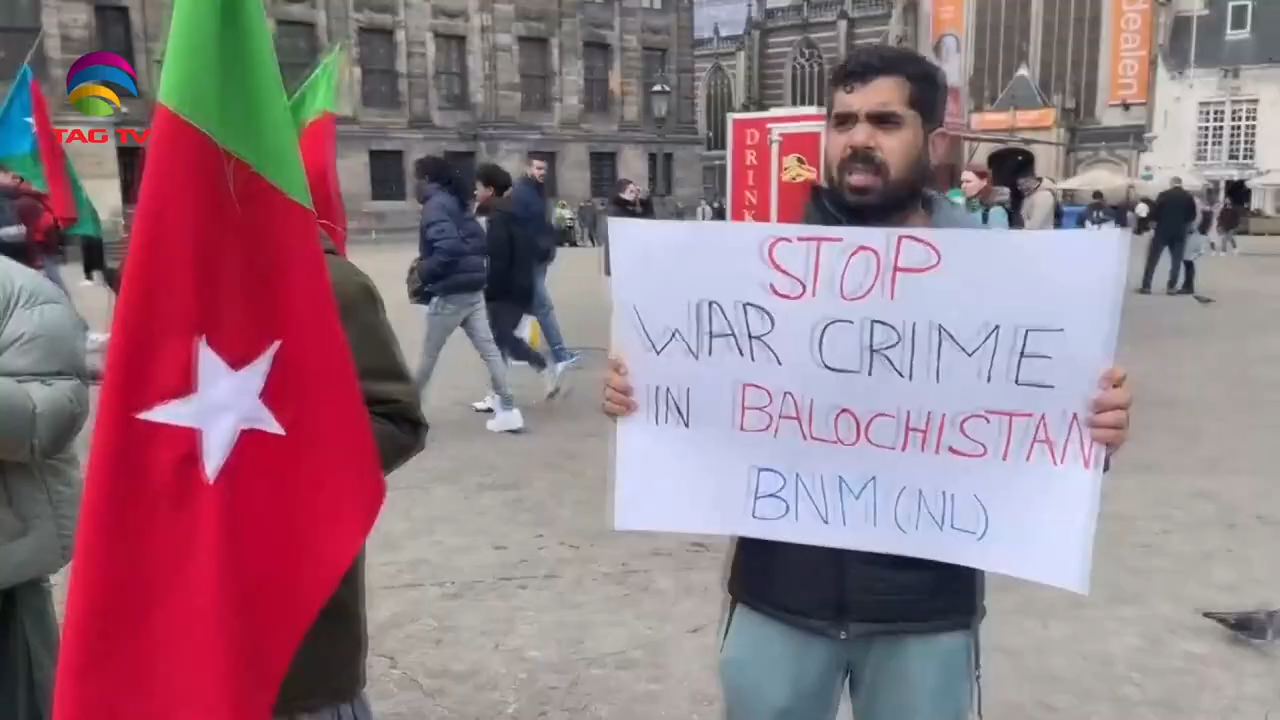 TAG TV
DRINK
dealen
STOP
WAR CRIME
IN BALOCHISTAN
BNM (NL)